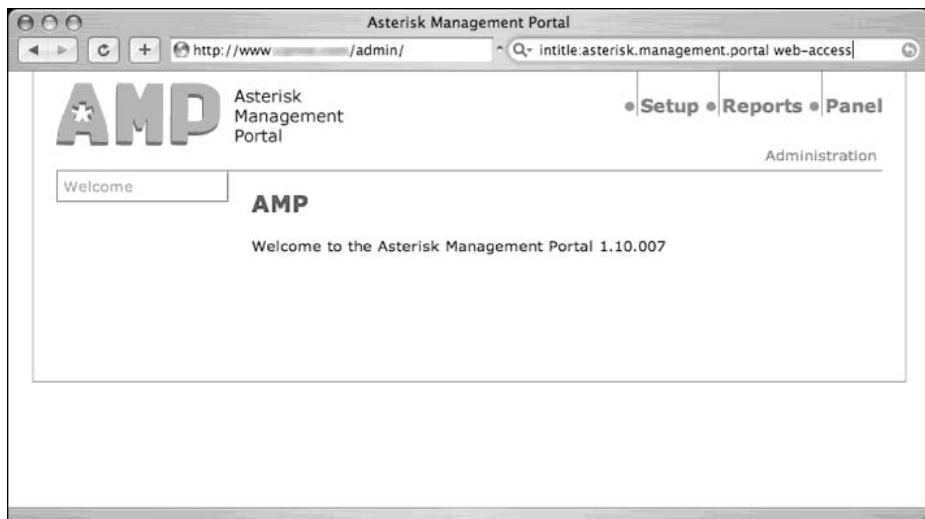 Asterisk Management Portal
http://www /admin/
intitle:asterisk.management.portal web-access
AMP
Asterisk
Management
Portal
Setup Reports Panel
Administration
Welcome
AMP
Welcome to the Asterisk Management Portal 1.10.007